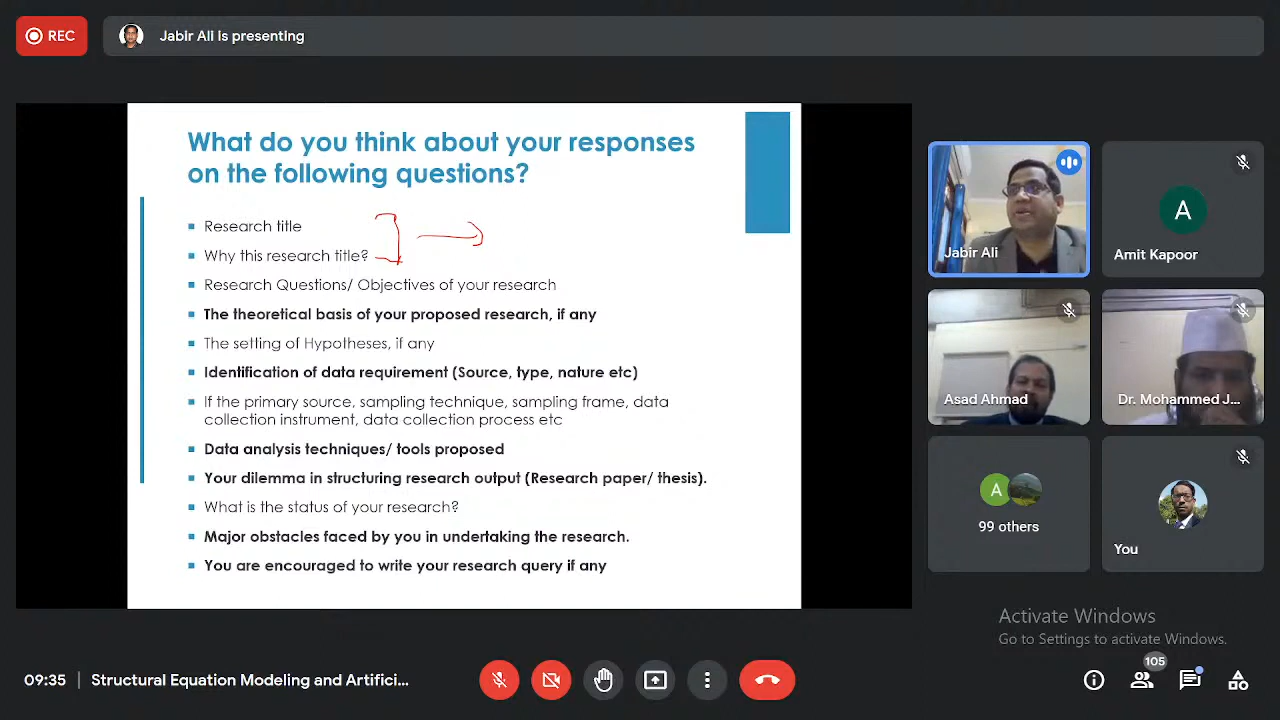 REC
Jabir Ali is presenting
What do you think about your responses
on the following questions?
Research title
Why this research title?
Research Questions/ Objectives of your research
The theoretical basis of your proposed research, if any
The setting of Hypotheses, if any
Identification of data requirement (Source, type, nature etc)
If the primary source, sampling technique, sampling frame, data
collection instrument, data collection process etc
Data analysis techniques/ tools proposed
Your dilemma in structuring research output (Research paper/ thesis).
What is the status of your research?
Major obstacles faced by you in undertaking the research.
You are encouraged to write your research query if any
Jabir Ali
A
Amit Kapoor
Asad Ahmad
Dr. Mohammed J...
A
99 others
You
Activate Windows
Go to Settings to activate Windows.
09:35 | Structural Equation Modeling and Artifici...
105